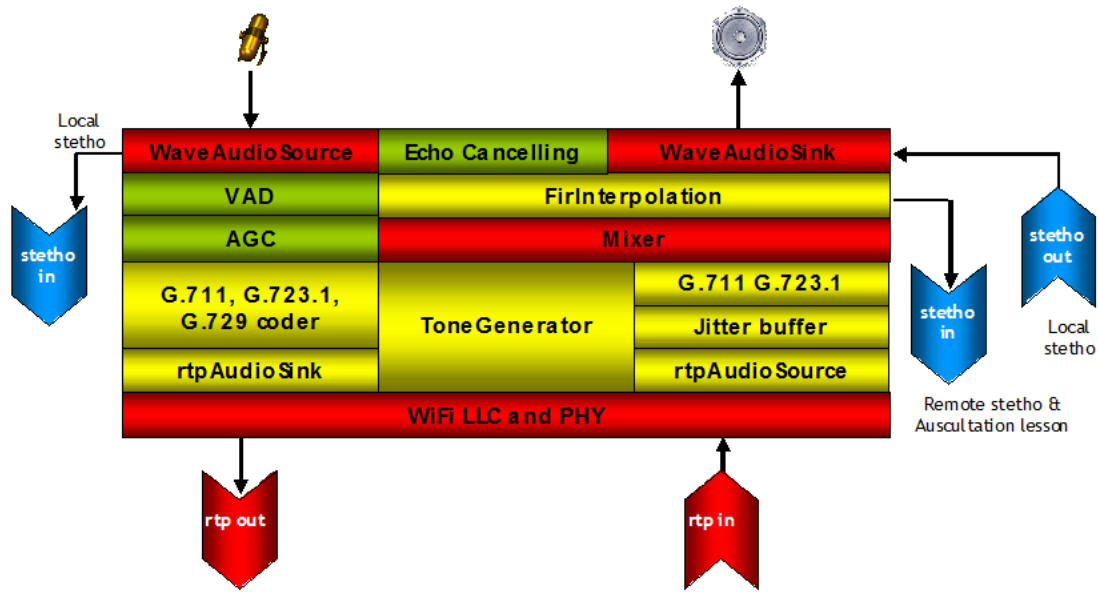 Local
stetho
WaveAudioSource
Echo Cancelling
WaveAudioSink
VAD
FirInterpolation
AGC
Mixer
stetho
in
stetho
out
G.711, G.723.1,
G.729 coder
ToneGenerator
G.711 G.723.1
Jitter buffer
stetho
in
Local
stetho
rtpAudioSink
rtpAudioSource
Remote stetho &
Auscultation lesson
WiFi LLC and PHY
rtp out
rtp in